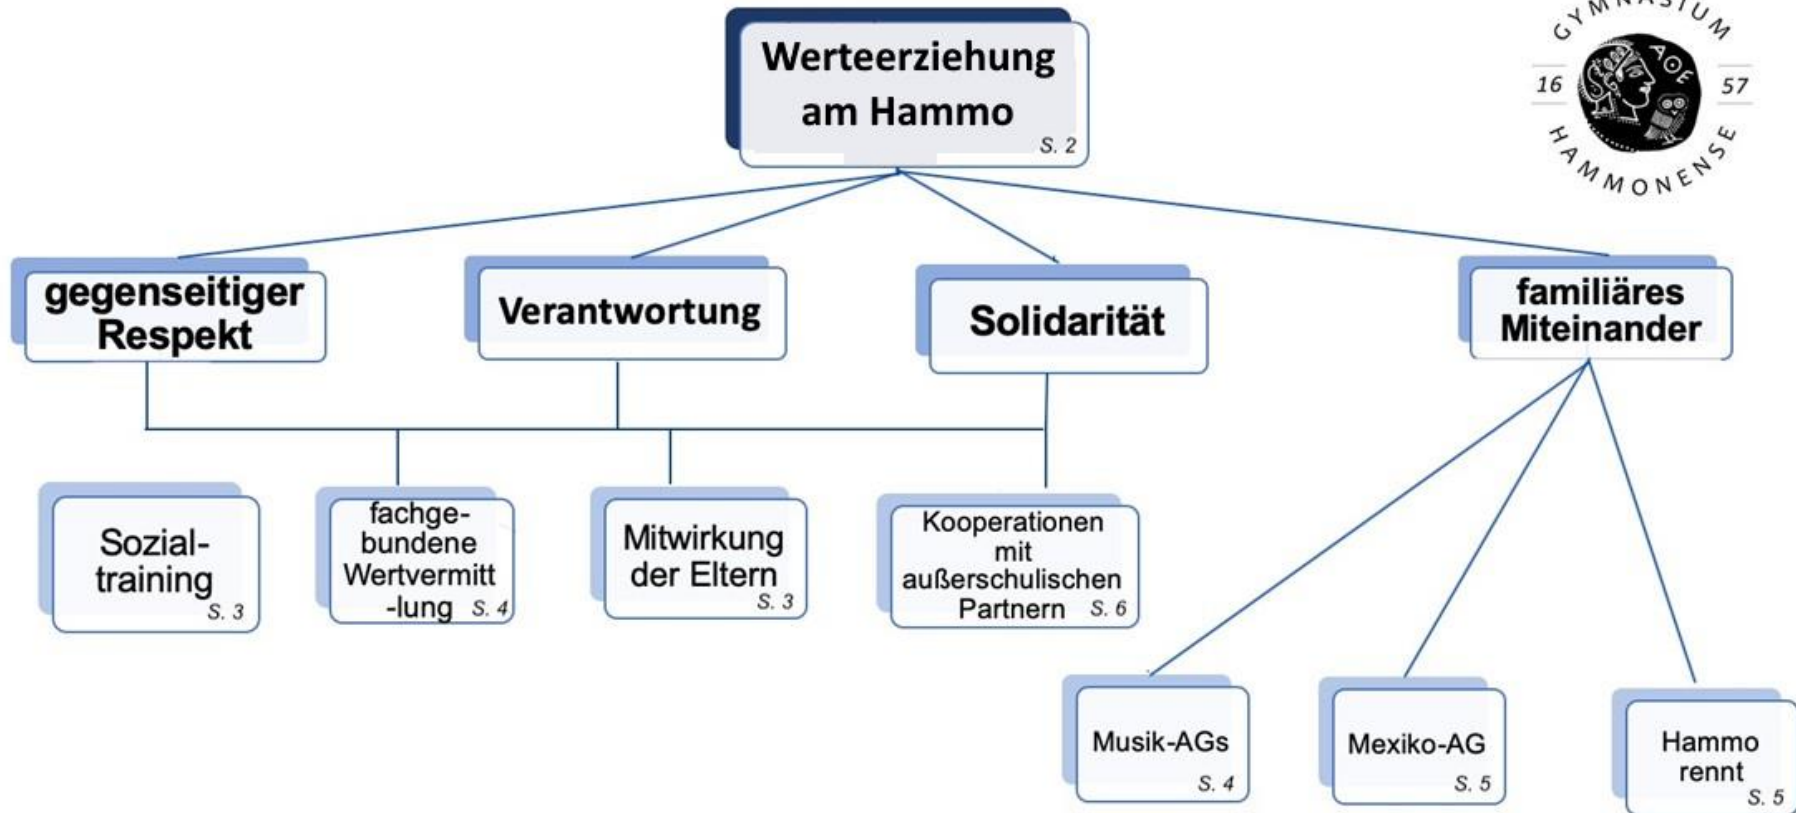 Werteerziehung
am Hammo
S. 2
GYMNASIUM
16 57
HAMMONENSE
ΑΘΕ
gegenseitiger
Respekt
Verantwortung
Solidarität
familiäres
Miteinander
Sozial-
training
S. 3
fachge-
bundene
Wertvermitt
-lung S. 4
Mitwirkung
der Eltern
S. 3
Kooperationen
mit
außerschulischen
Partnern S. 6
Musik-AGs
S. 4
Mexiko-AG
S. 5
Hammo
rennt
S. 5